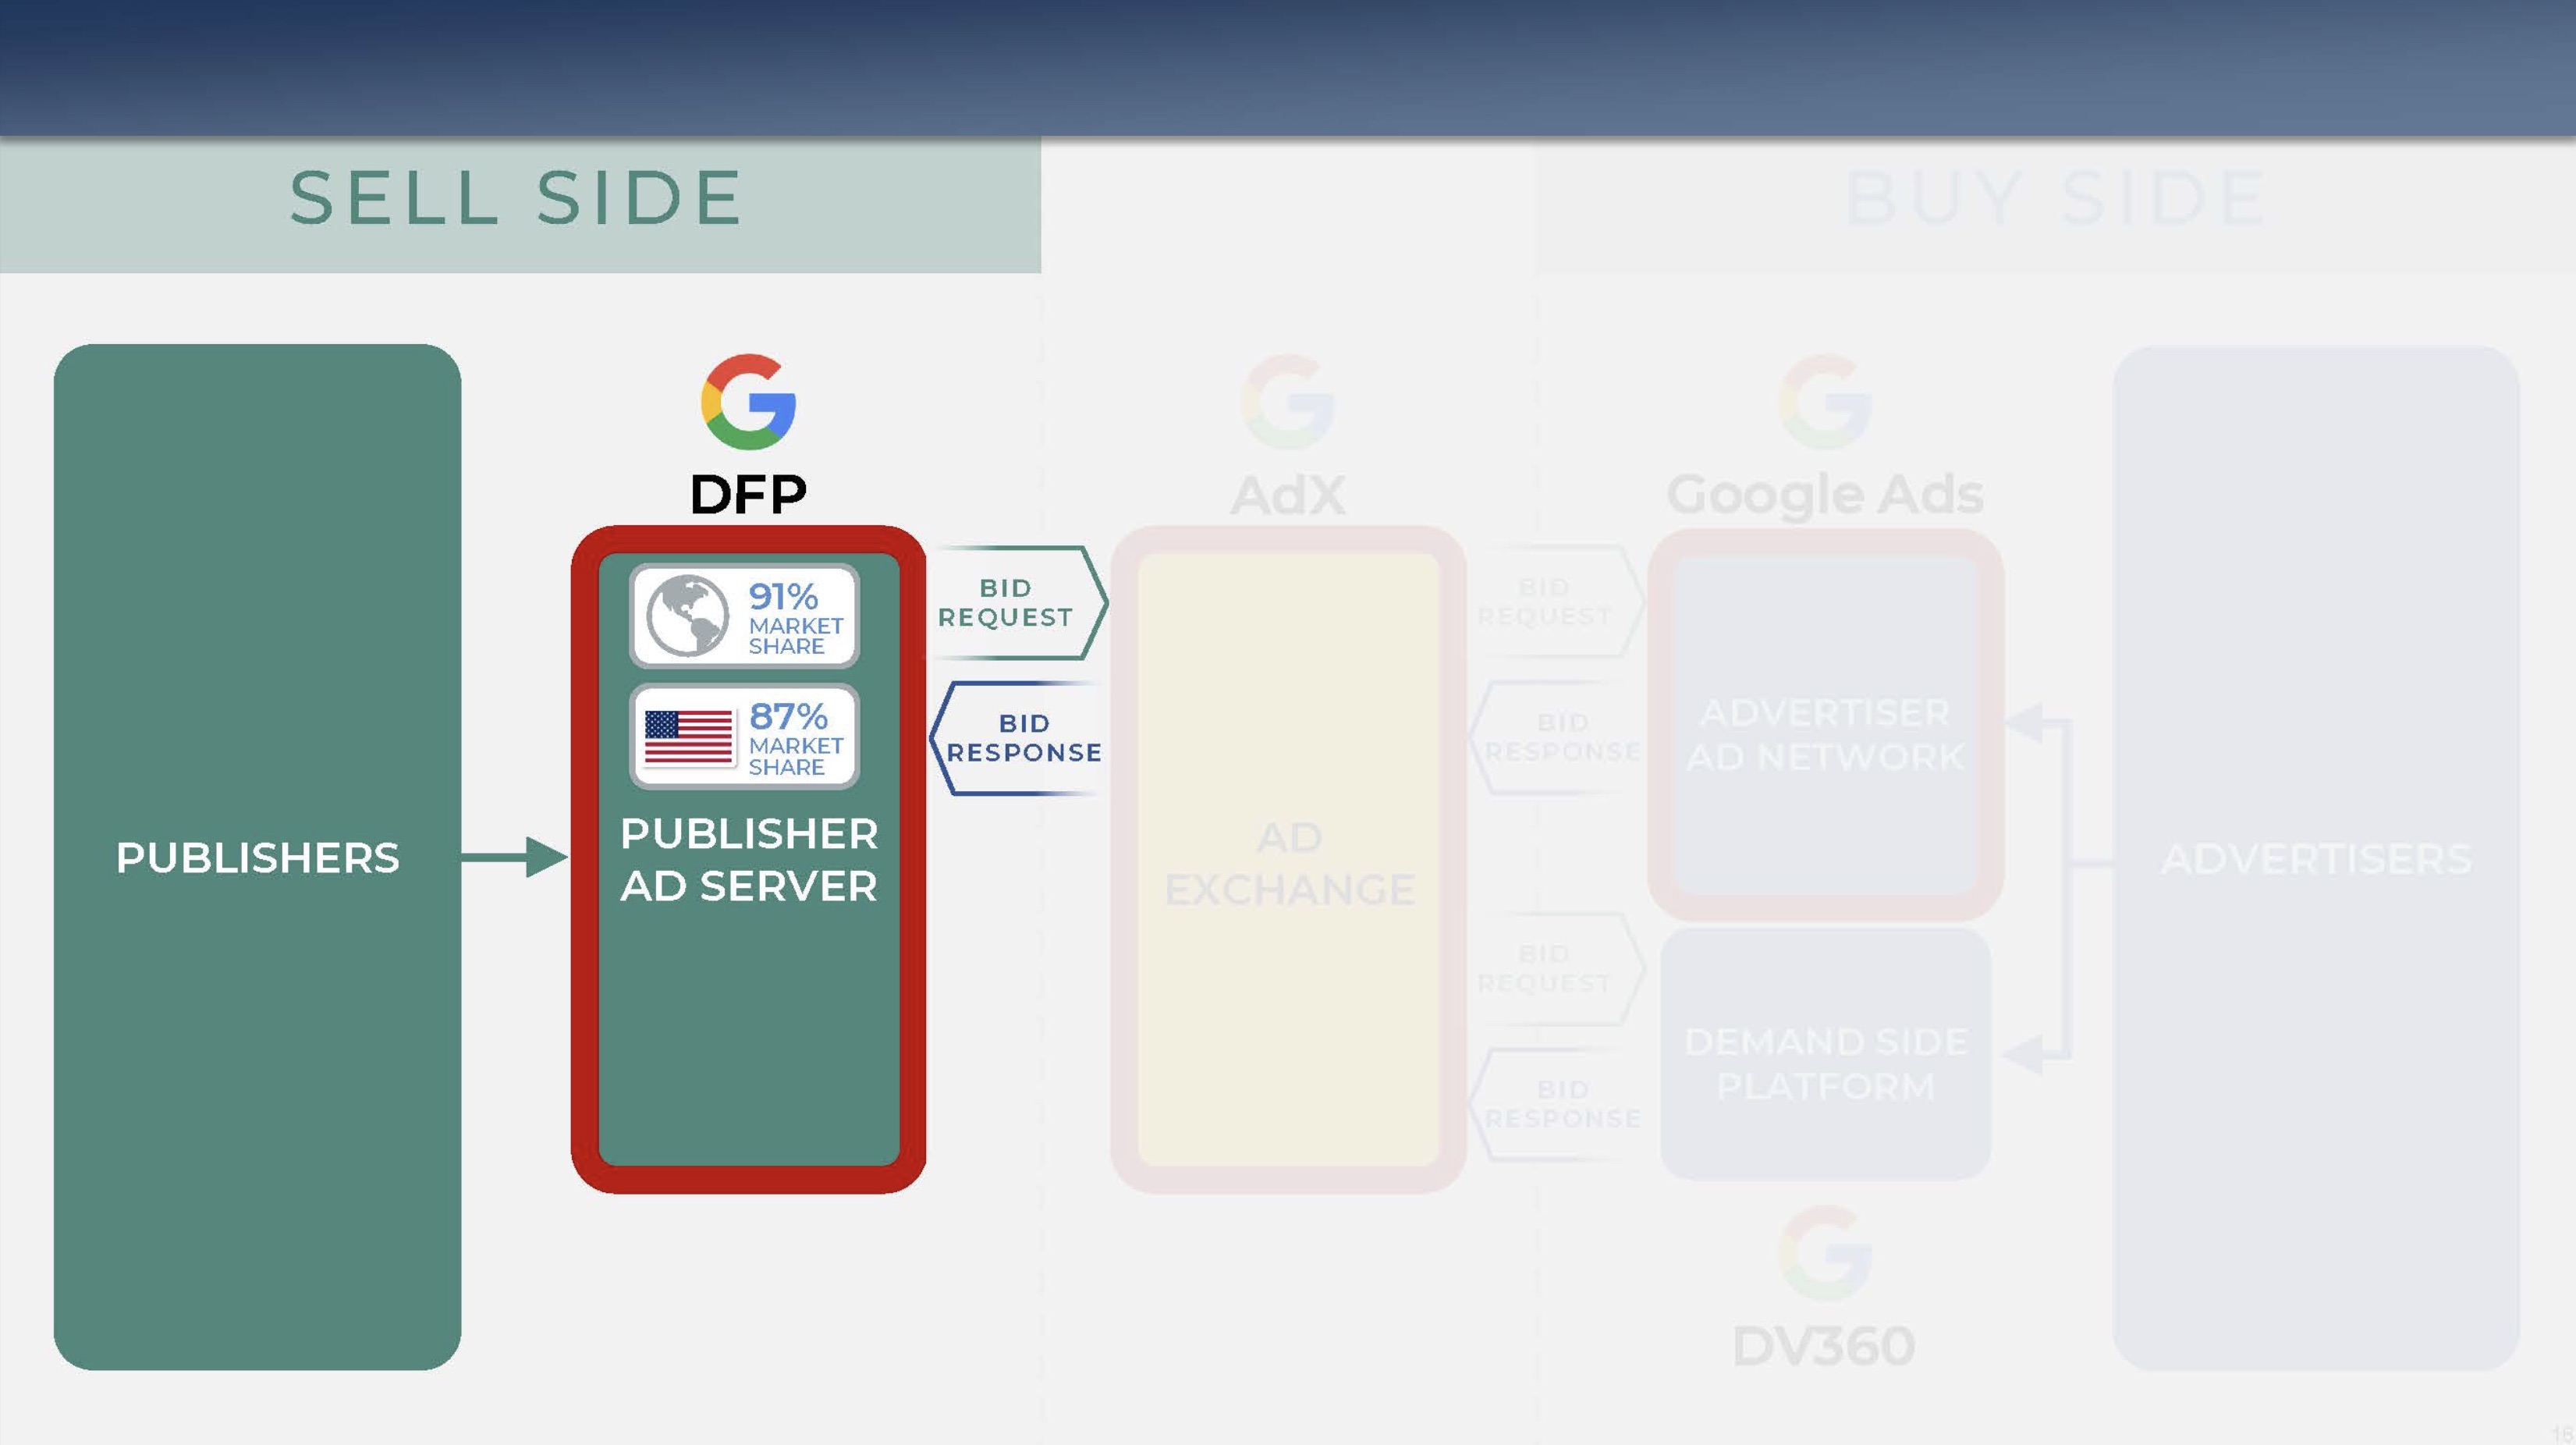 SELL SIDE
BUY SIDE
PUBLISHERS
DFP
91%
MARKET
SHARE
87%
MARKET
SHARE
PUBLISHER
AD SERVER
BID
REQUEST
BID
RESPONSE
AdX
AD
EXCHANGE
BID
REQUEST
BID
RESPONSE
BID
REQUEST
BID
RESPONSE
Google Ads
ADVERTISER
AD NETWORK
DEMAND SIDE
PLATFORM
DV360
ADVERTISERS